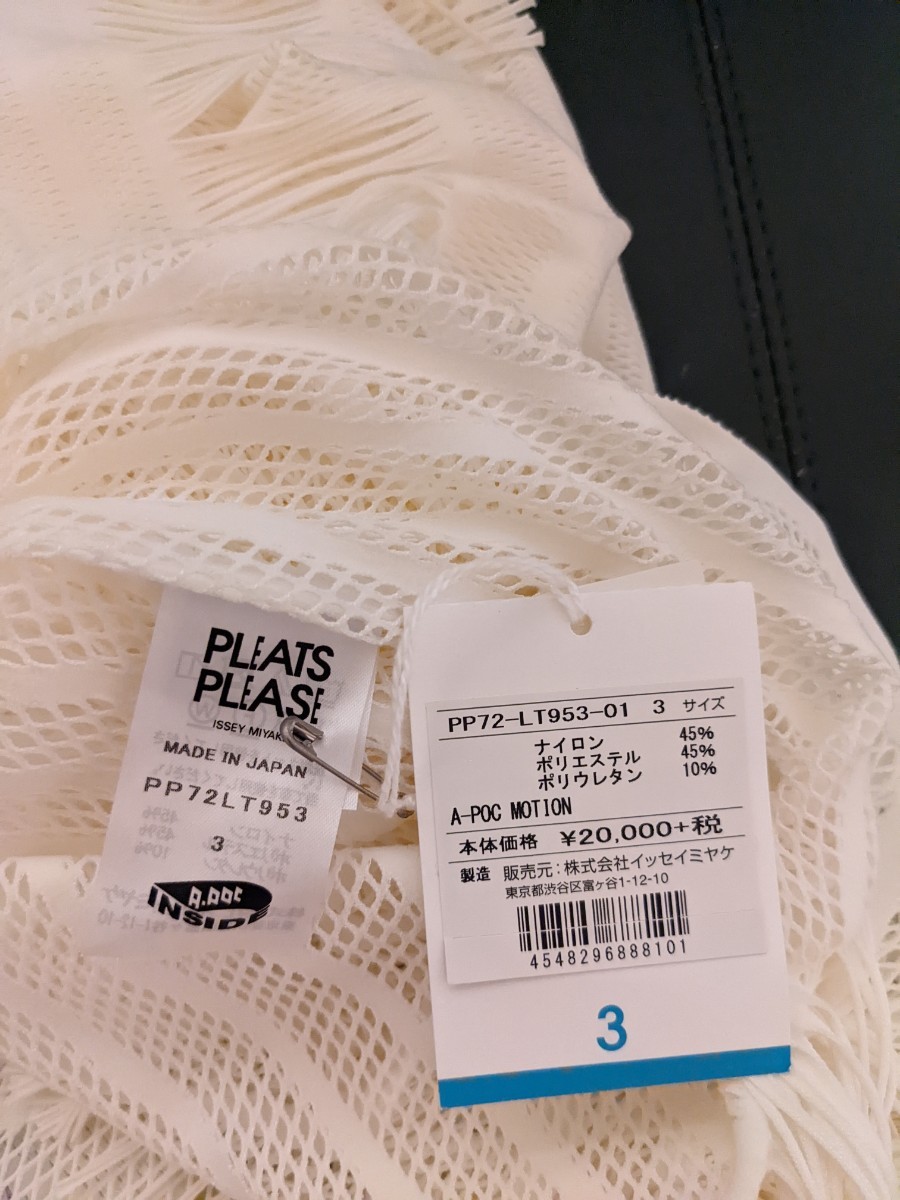 PLEATS
PLEASE
ISSEY MIYAK
MADE IN JAPAN
PP72LT953
3
A.POC
INSIDE
PP72-LT953-01 3 サイズ
ナイロン 45%
ポリエステル 45%
ポリウレタン 10%
A-POC MOTION
本体価格 ¥20,000+税
製造 販売元:株式会社イッセイミヤケ
東京都渋谷区富ヶ谷1-12-10
4548296888101
3